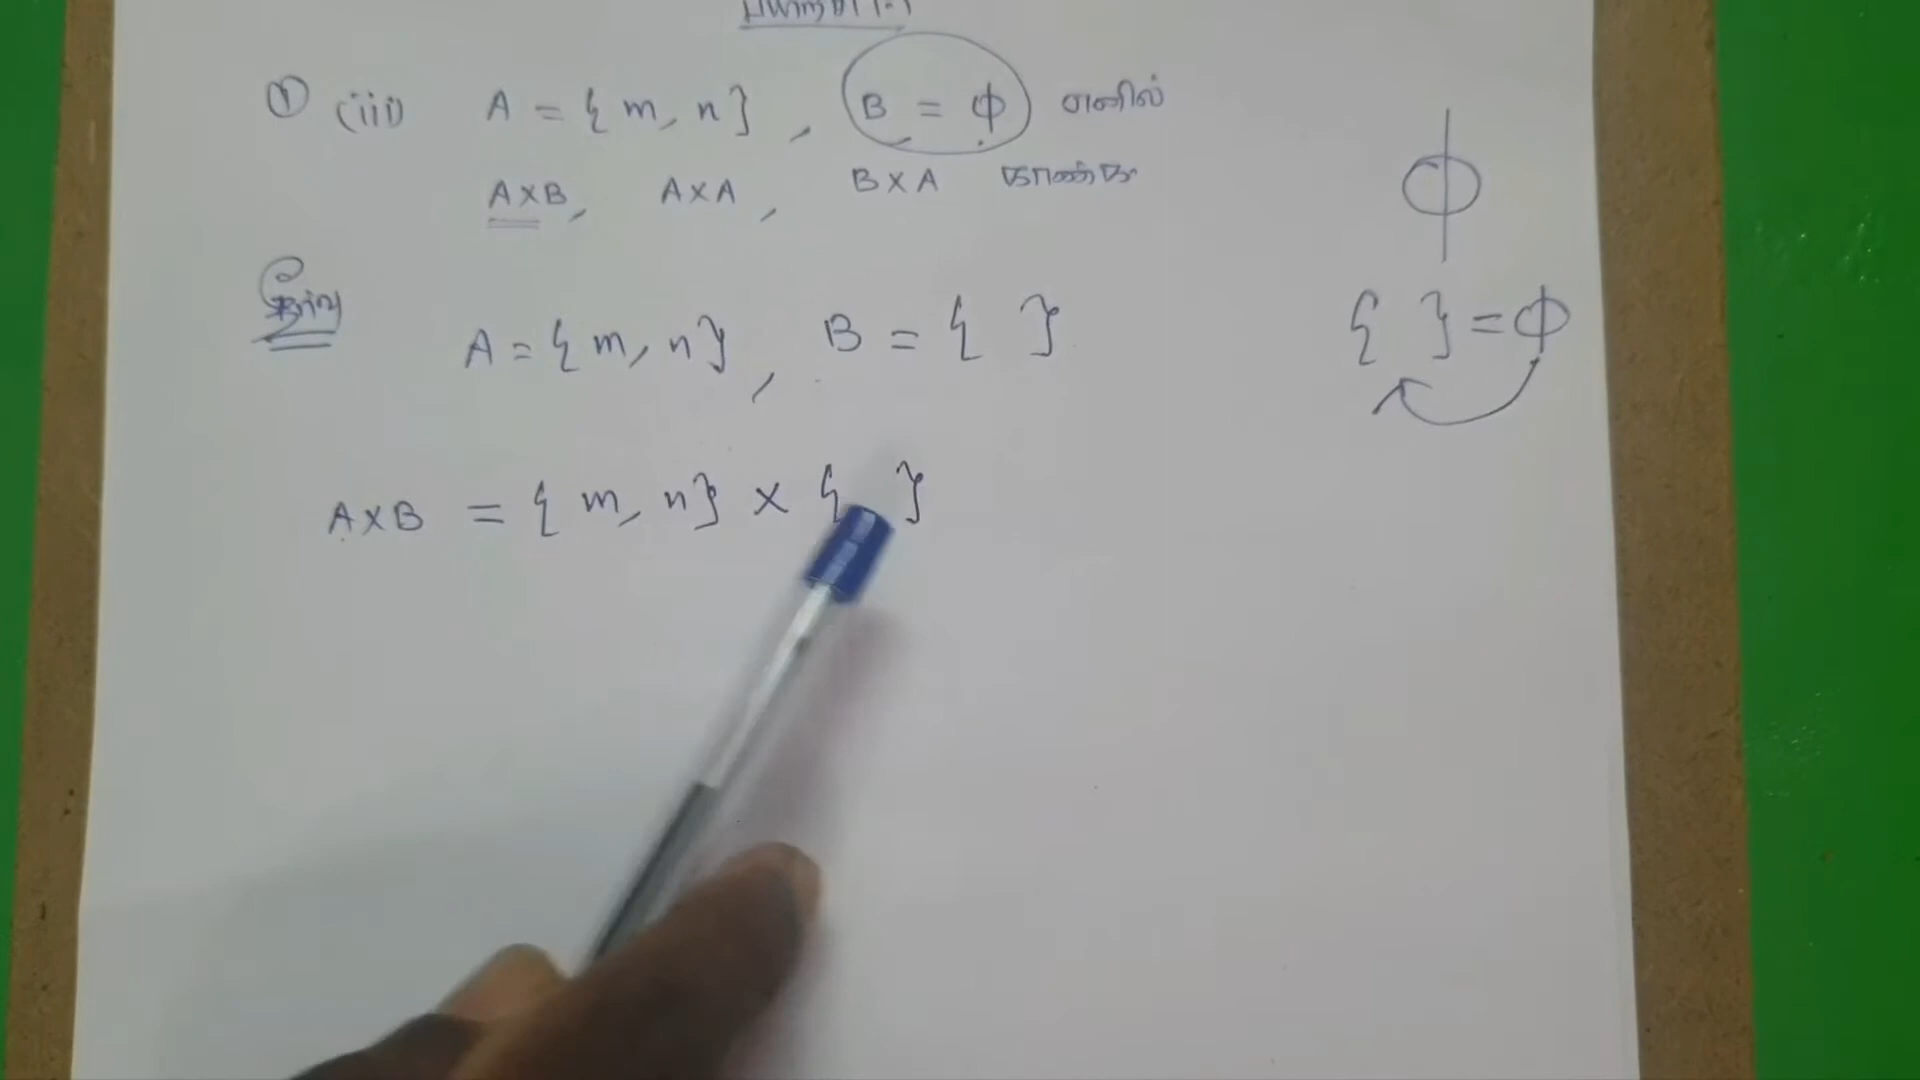 ① (iii) A = { m, n } , B = ϕ எனில்
A×B, A×A, B×A காண்க
ϕ
தீர்வு
A = { m, n } , B = { }
{ } = ϕ
A×B = { m, n } × { }